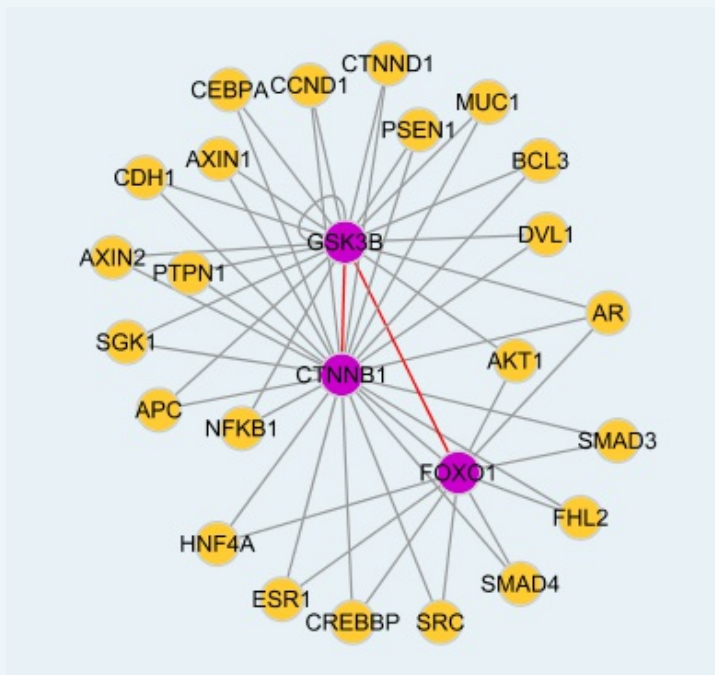 CTNND1
CEBPA
CCND1
MUC1
PSEN1
AXIN1
BCL3
CDH1
GSK3B
DVL1
AXIN2
PTPN1
AR
SGK1
AKT1
CTNNB1
APC
NFKB1
SMAD3
FOXO1
FHL2
HNF4A
SMAD4
ESR1
CREBBP
SRC